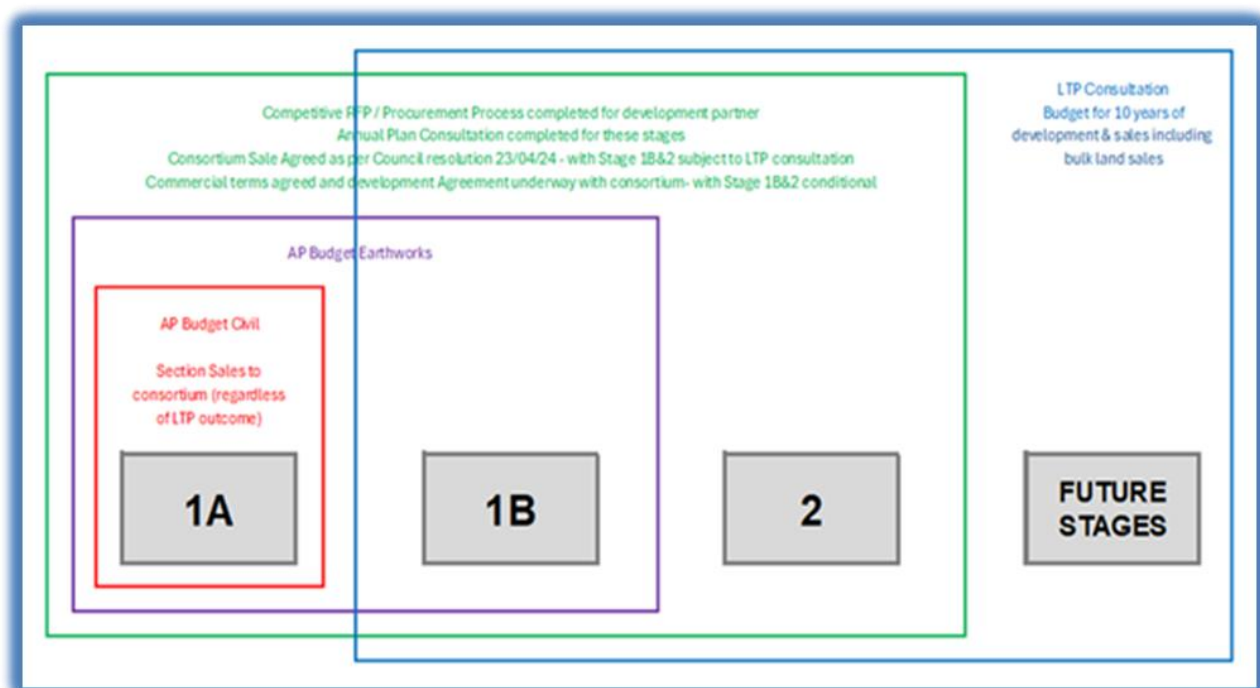 LTP Consultation
Budget for 10 years of
development & sales including
bulk land sales
Competitive RFP / Procurement Process completed for development partner
Annual Plan Consultation completed for these stages
Consortium Sale Agreed as per Council resolution 23/04/24 - with Stage 1B&2 subject to LTP consultation
Commercial terms agreed and development Agreement underway with consortium- with Stage 1B&2 conditional
AP Budget Earthworks
AP Budget Civil
Section Sales to
consortium (regardless
of LTP outcome)
1A
1B
2
FUTURE
STAGES